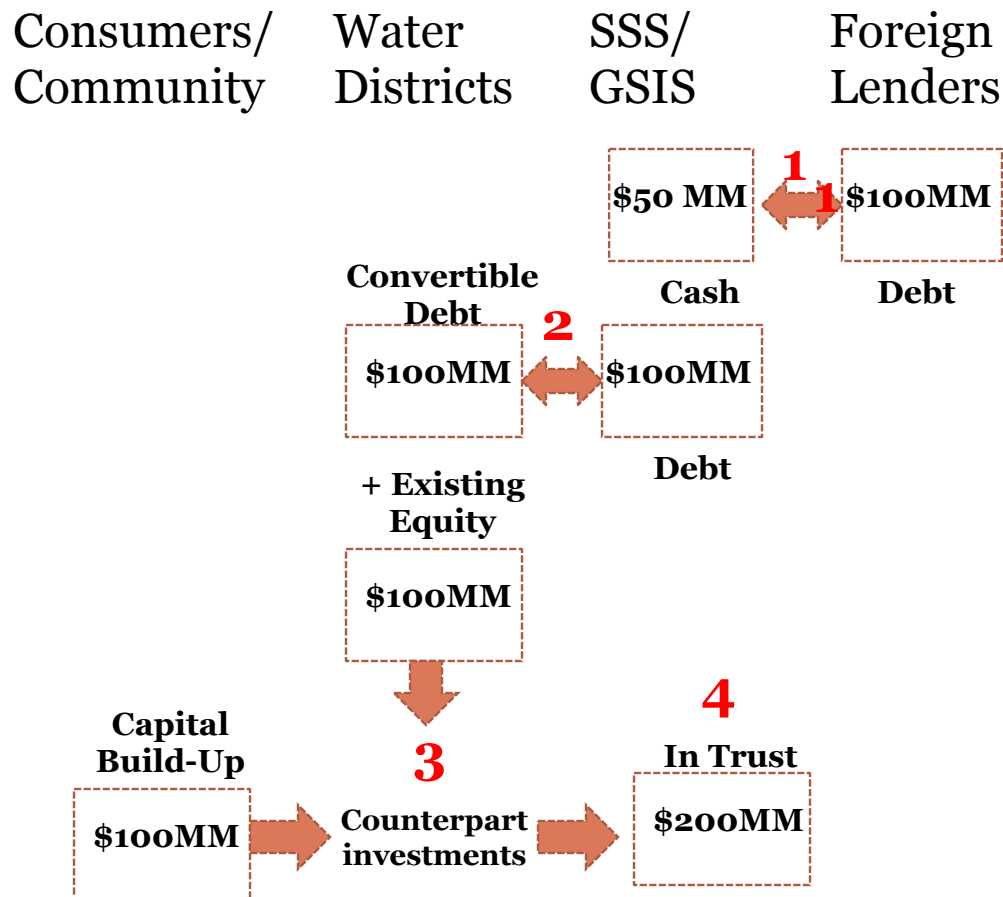 Consumers/ Water SSS/ Foreign
Community Districts GSIS Lenders
1
$50 MM 1 $100MM
Cash Debt
Convertible
Debt
2
$100MM $100MM
Debt
+ Existing
Equity
$100MM
4
Capital
Build-Up
3
In Trust
$100MM
Counterpart
investments
$200MM